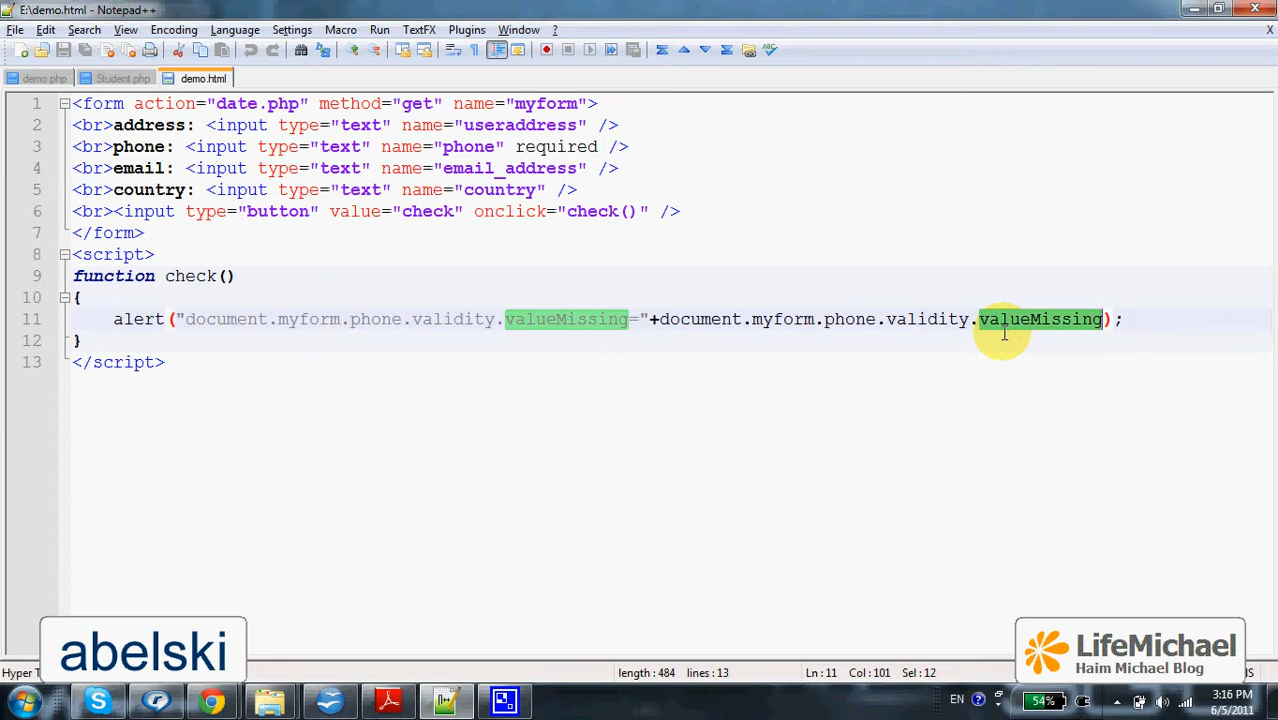 E:\demo.html - Notepad++
File Edit Search View Encoding Language Settings Macro Run TextFX Plugins Window ? X
demo.php Student.php demo.html
1 <form action="date.php" method="get" name="myform">
2 <br>address: <input type="text" name="useraddress" />
3 <br>phone: <input type="text" name="phone" required />
4 <br>email: <input type="text" name="email_address" />
5 <br>country: <input type="text" name="country" />
6 <br><input type="button" value="check" onclick="check()" />
7 </form>
8 <script>
9 function check()
10 {
11 alert("document.myform.phone.validity.valueMissing="+document.myform.phone.validity.valueMissing);
12 }
13 </script>
abelski
LifeMichael
Haim Michael Blog
Hyper T length : 484 lines : 13 Ln : 11 Col : 101 Sel : 12
EN 54% 3:16 PM
6/5/2011